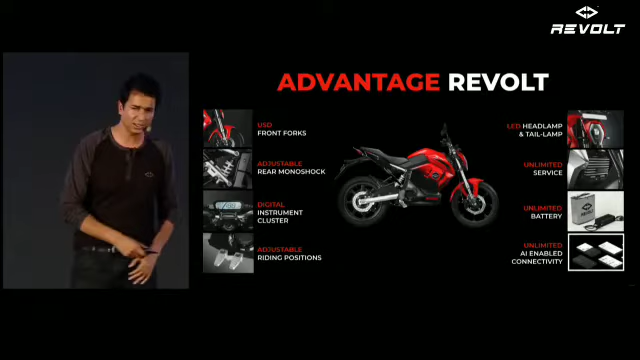 REVOLT
ADVANTAGE REVOLT
USD
FRONT FORKS
ADJUSTABLE
REAR MONOSHOCK
DIGITAL
INSTRUMENT
CLUSTER
ADJUSTABLE
RIDING POSITIONS
LED HEADLAMP
& TAIL-LAMP
UNLIMITED
SERVICE
UNLIMITED
BATTERY
UNLIMITED
AI ENABLED
CONNECTIVITY